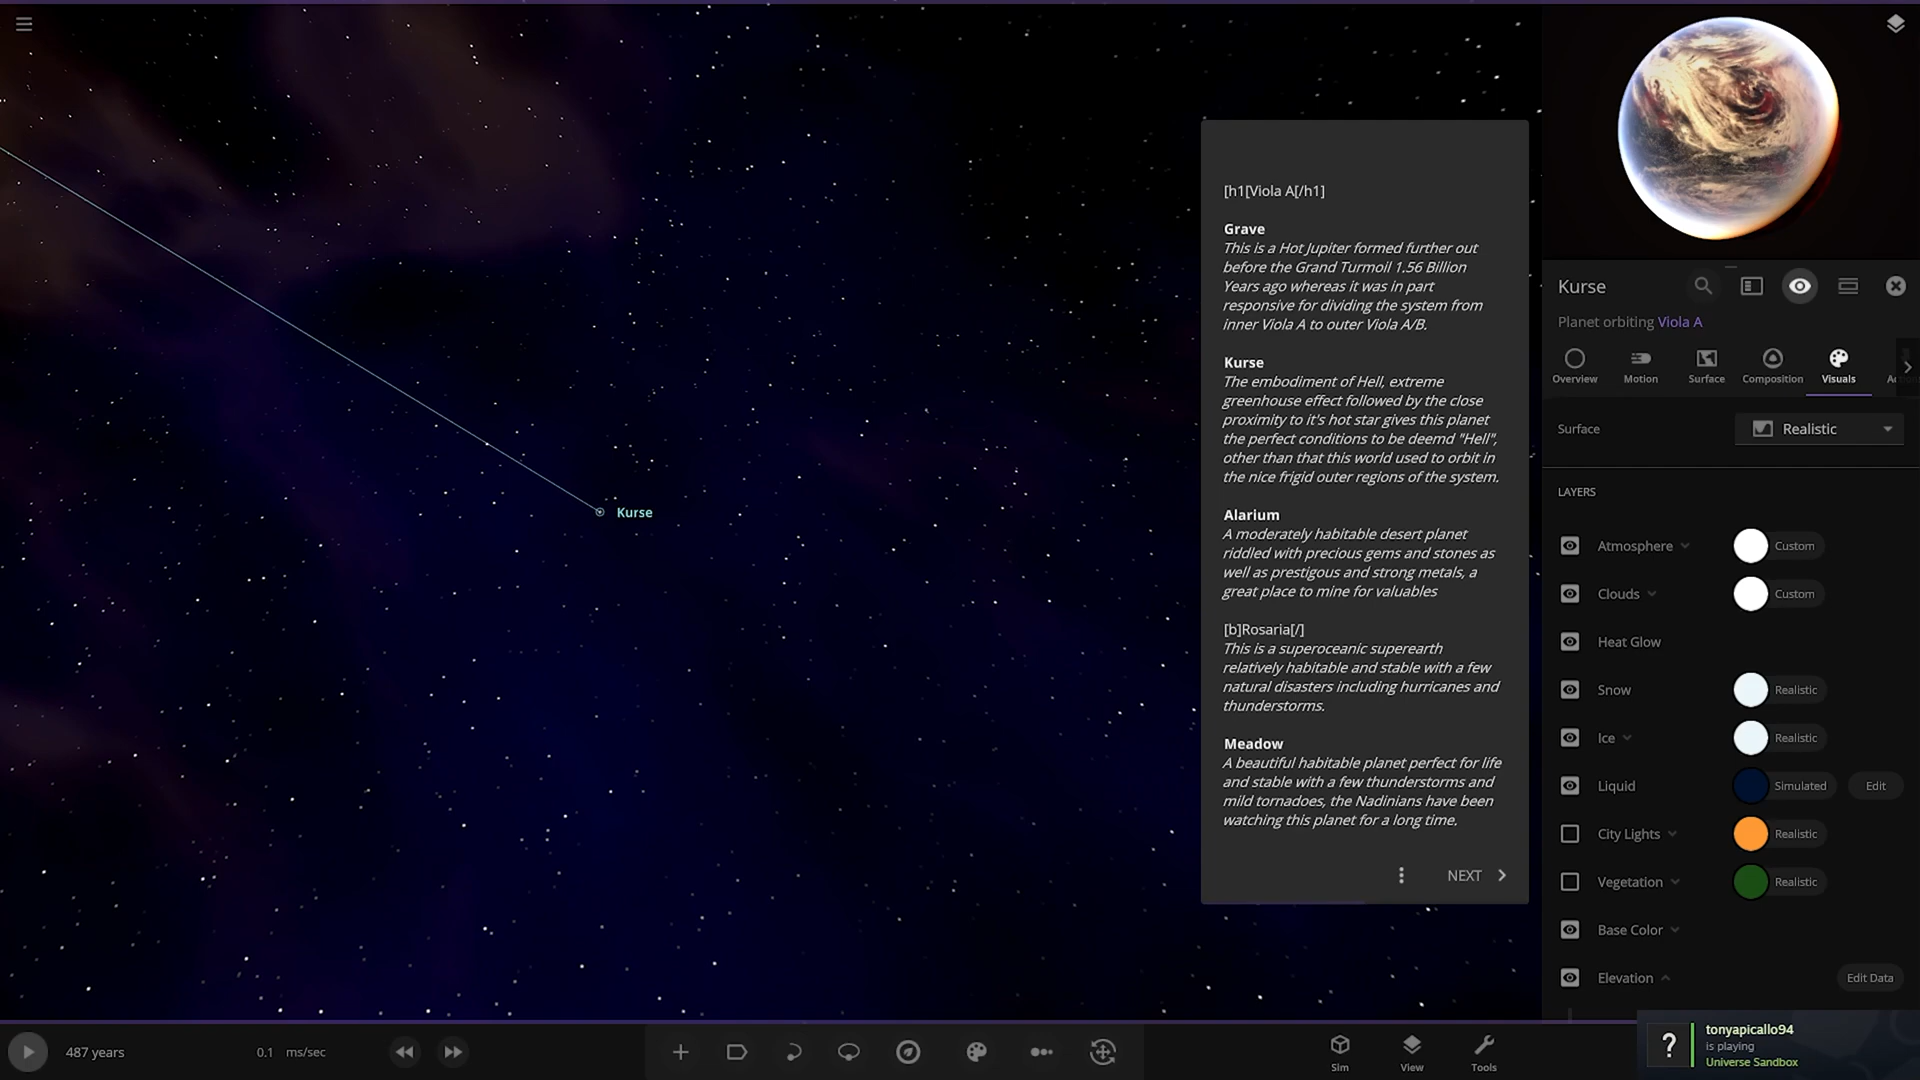 [h1[Viola A[/h1]
Grave
This is a Hot Jupiter formed further out
before the Grand Turmoil 1.56 Billion
Years ago whereas it was in part
responsive for dividing the system from
inner Viola A to outer Viola A/B.
Kurse
The embodiment of Hell, extreme
greenhouse effect followed by the close
proximity to it's hot star gives this planet
the perfect conditions to be deemd "Hell",
other than that this world used to orbit in
the nice frigid outer regions of the system.
Alarium
A moderately habitable desert planet
riddled with precious gems and stones as
well as prestigous and strong metals, a
great place to mine for valuables
[b]Rosaria[/]
This is a superoceanic superearth
relatively habitable and stable with a few
natural disasters including hurricanes and
thunderstorms.
Meadow
A beautiful habitable planet perfect for life
and stable with a few thunderstorms and
mild tornadoes, the Nadinians have been
watching this planet for a long time.
NEXT
Kurse
Kurse
Planet orbiting Viola A
Overview Motion Surface Composition Visuals
Surface Realistic
LAYERS
Atmosphere Custom
Clouds Custom
Heat Glow
Snow Realistic
Ice Realistic
Liquid Simulated Edit
City Lights Realistic
Vegetation Realistic
Base Color
Elevation Edit Data
487 years 0.1 ms/sec
Sim View Tools
?
tonyapicallo94
is playing
Universe Sandbox